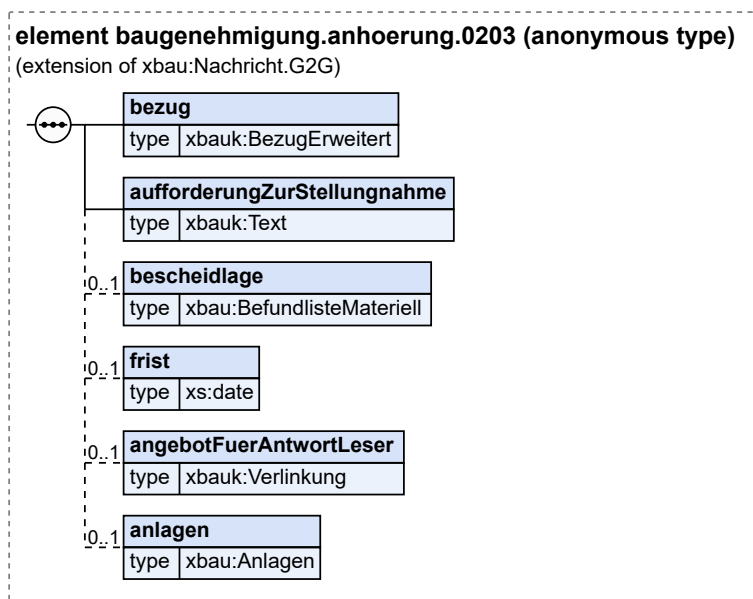 element baugenehmigung.anhoerung.0203 (anonymous type)
(extension of xbau:Nachricht.G2G)
bezug
type xbauk:BezugErweitert
aufforderungZurStellungnahme
type xbauk:Text
0..1 bescheidlage
type xbau:BefundlisteMateriell
0..1 frist
type xs:date
0..1 angebotFuerAntwortLeser
type xbauk:Verlinkung
0..1 anlagen
type xbau:Anlagen